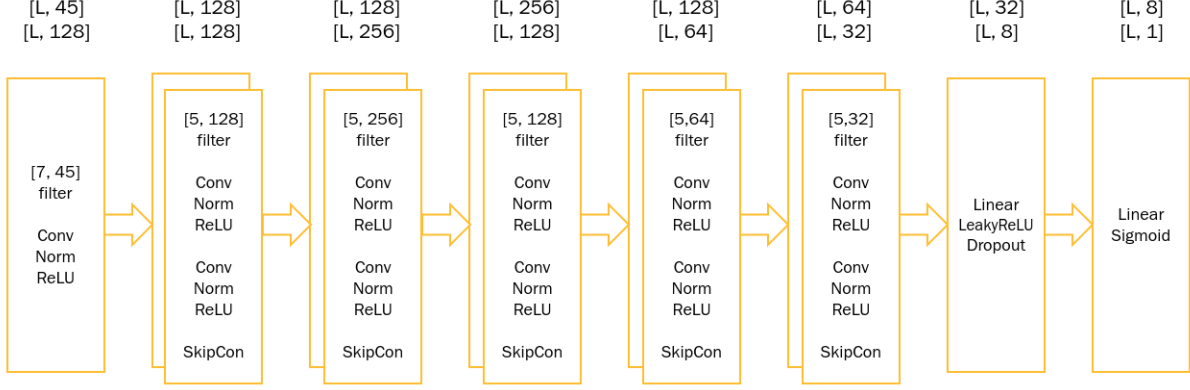 [L, 45]
[L, 128]
[L, 128]
[L, 128]
[L, 128]
[L, 256]
[L, 256]
[L, 128]
[L, 128]
[L, 64]
[L, 64]
[L, 32]
[L, 32]
[L, 8]
[L, 8]
[L, 1]
[7, 45]
filter
Conv
Norm
ReLU
[5, 128]
filter
Conv
Norm
ReLU
Conv
Norm
ReLU
SkipCon
[5, 256]
filter
Conv
Norm
ReLU
Conv
Norm
ReLU
SkipCon
[5, 128]
filter
Conv
Norm
ReLU
Conv
Norm
ReLU
SkipCon
[5,64]
filter
Conv
Norm
ReLU
Conv
Norm
ReLU
SkipCon
[5,32]
filter
Conv
Norm
ReLU
Conv
Norm
ReLU
SkipCon
Linear
LeakyReLU
Dropout
Linear
Sigmoid